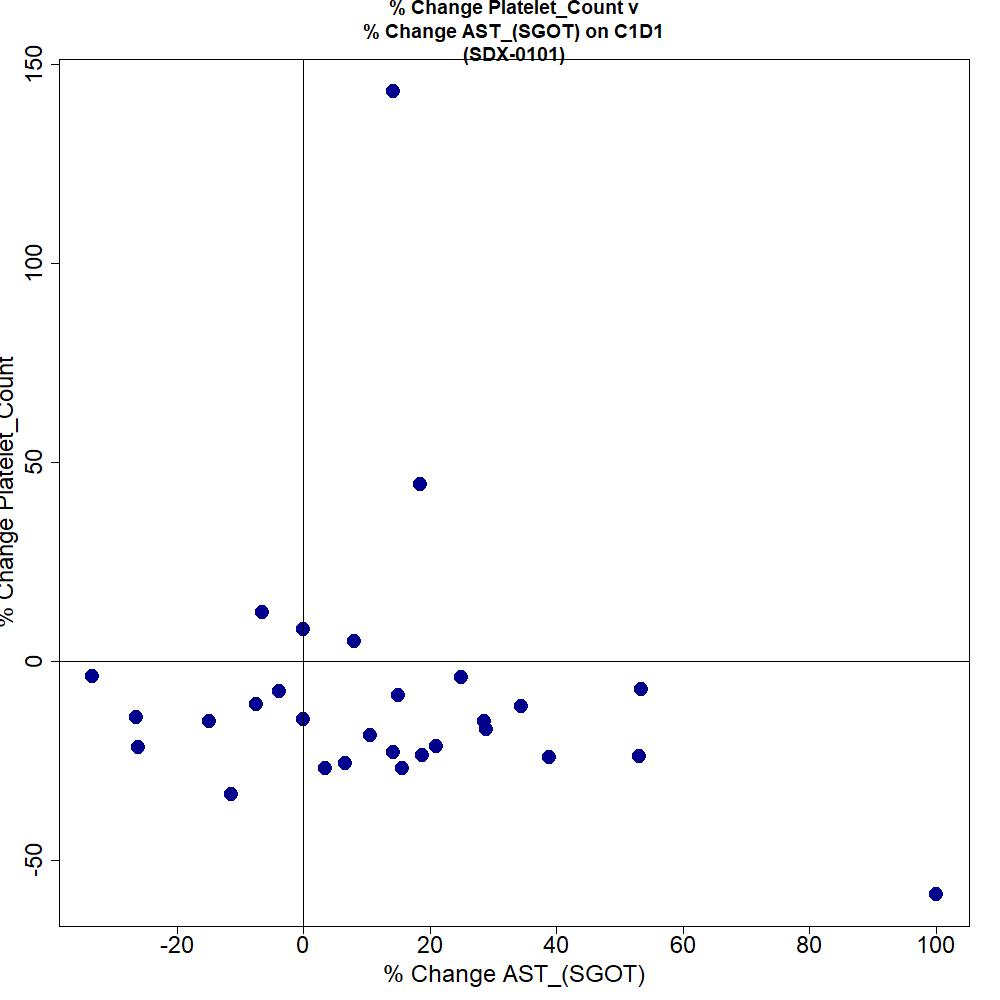 % Change Platelet_Count v
% Change AST_(SGOT) on C1D1
(SDX-0101)
150
100
50
0
-50
% Change Platelet_Count
-20 0 20 40 60 80 100
% Change AST_(SGOT)